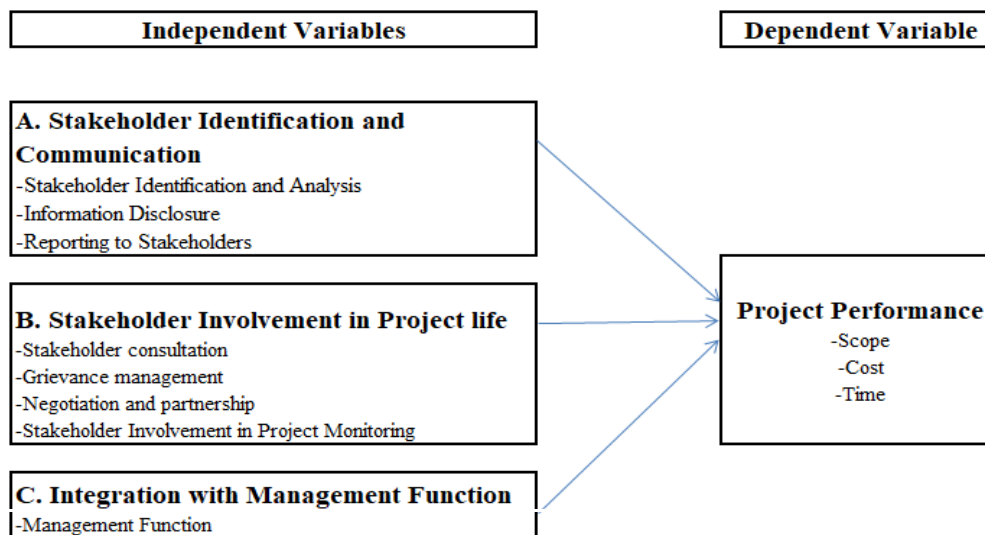 Independent Variables
Dependent Variable
A. Stakeholder Identification and
Communication
-Stakeholder Identification and Analysis
-Information Disclosure
-Reporting to Stakeholders
B. Stakeholder Involvement in Project life
-Stakeholder consultation
-Grievance management
-Negotiation and partnership
-Stakeholder Involvement in Project Monitoring
C. Integration with Management Function
-Management Function
Project Performance
-Scope
-Cost
-Time